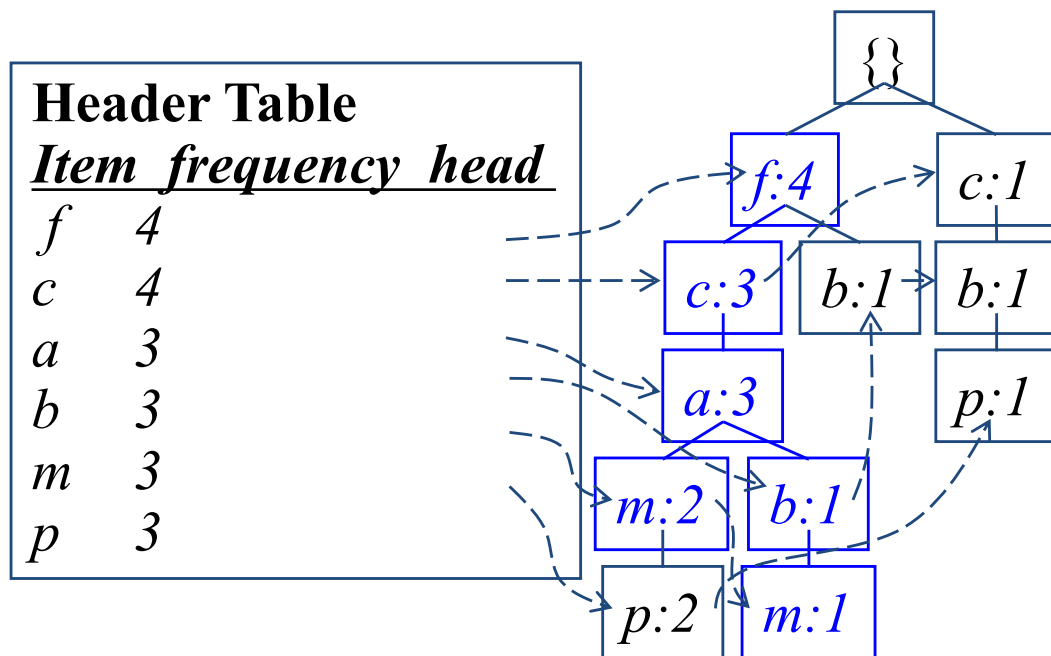 {}
Header Table
Item frequency head
f 4
c 4
a 3
b 3
m 3
p 3
f:4 c:1
c:3 b:1 b:1
a:3 p:1
m:2 b:1
p:2 m:1